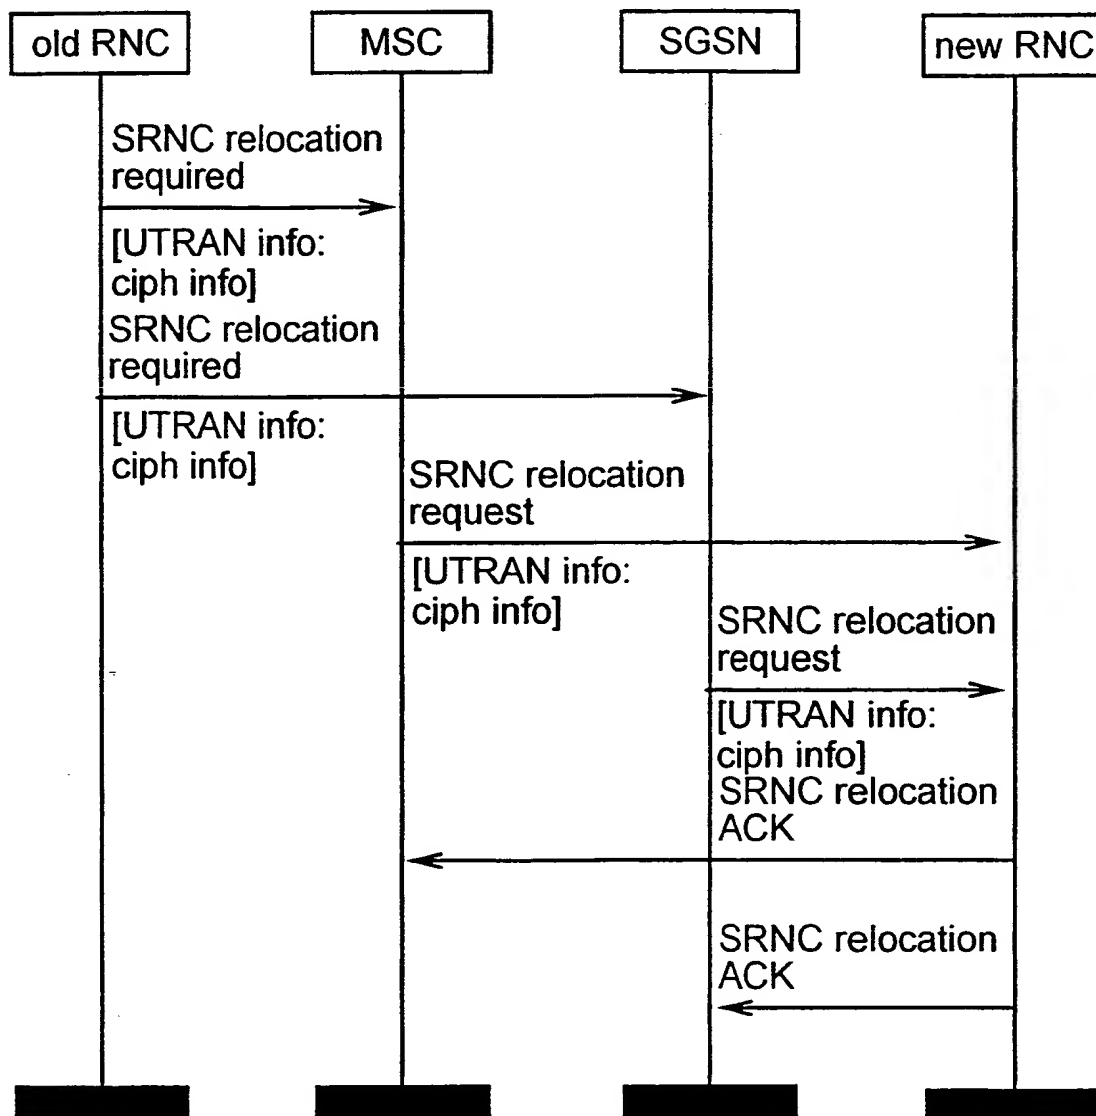 old RNC
MSC
SGSN
new RNC
SRNC relocation
required
[UTRAN info:
ciph info]
SRNC relocation
required
[UTRAN info:
ciph info]
SRNC relocation
request
[UTRAN info:
ciph info]
SRNC relocation
request
[UTRAN info:
ciph info]
SRNC relocation
ACK
SRNC relocation
ACK